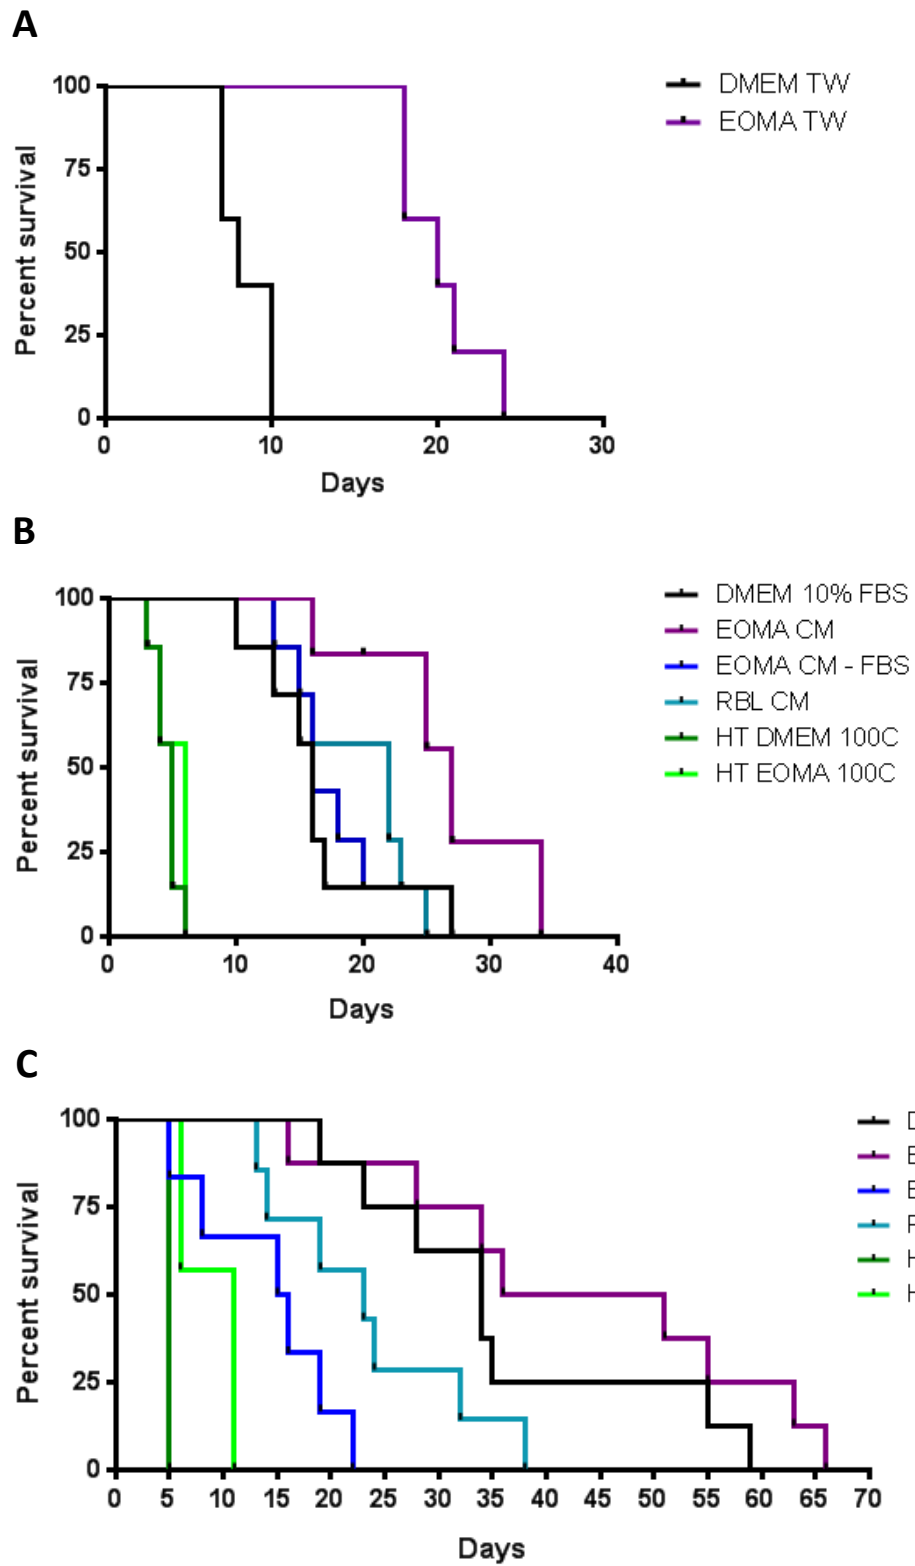 A
100
75
50
25
0
Percent survival
0 10 20 30
Days
DMEM TW
EOMA TW
B
100
75
50
25
0
Percent survival
0 10 20 30 40
Days
DMEM 10% FBS
EOMA CM
EOMA CM - FBS
RBL CM
HT DMEM 100C
HT EOMA 100C
C
100
75
50
25
0
Percent survival
0 5 10 15 20 25 30 35 40 45 50 55 60 65 70
Days